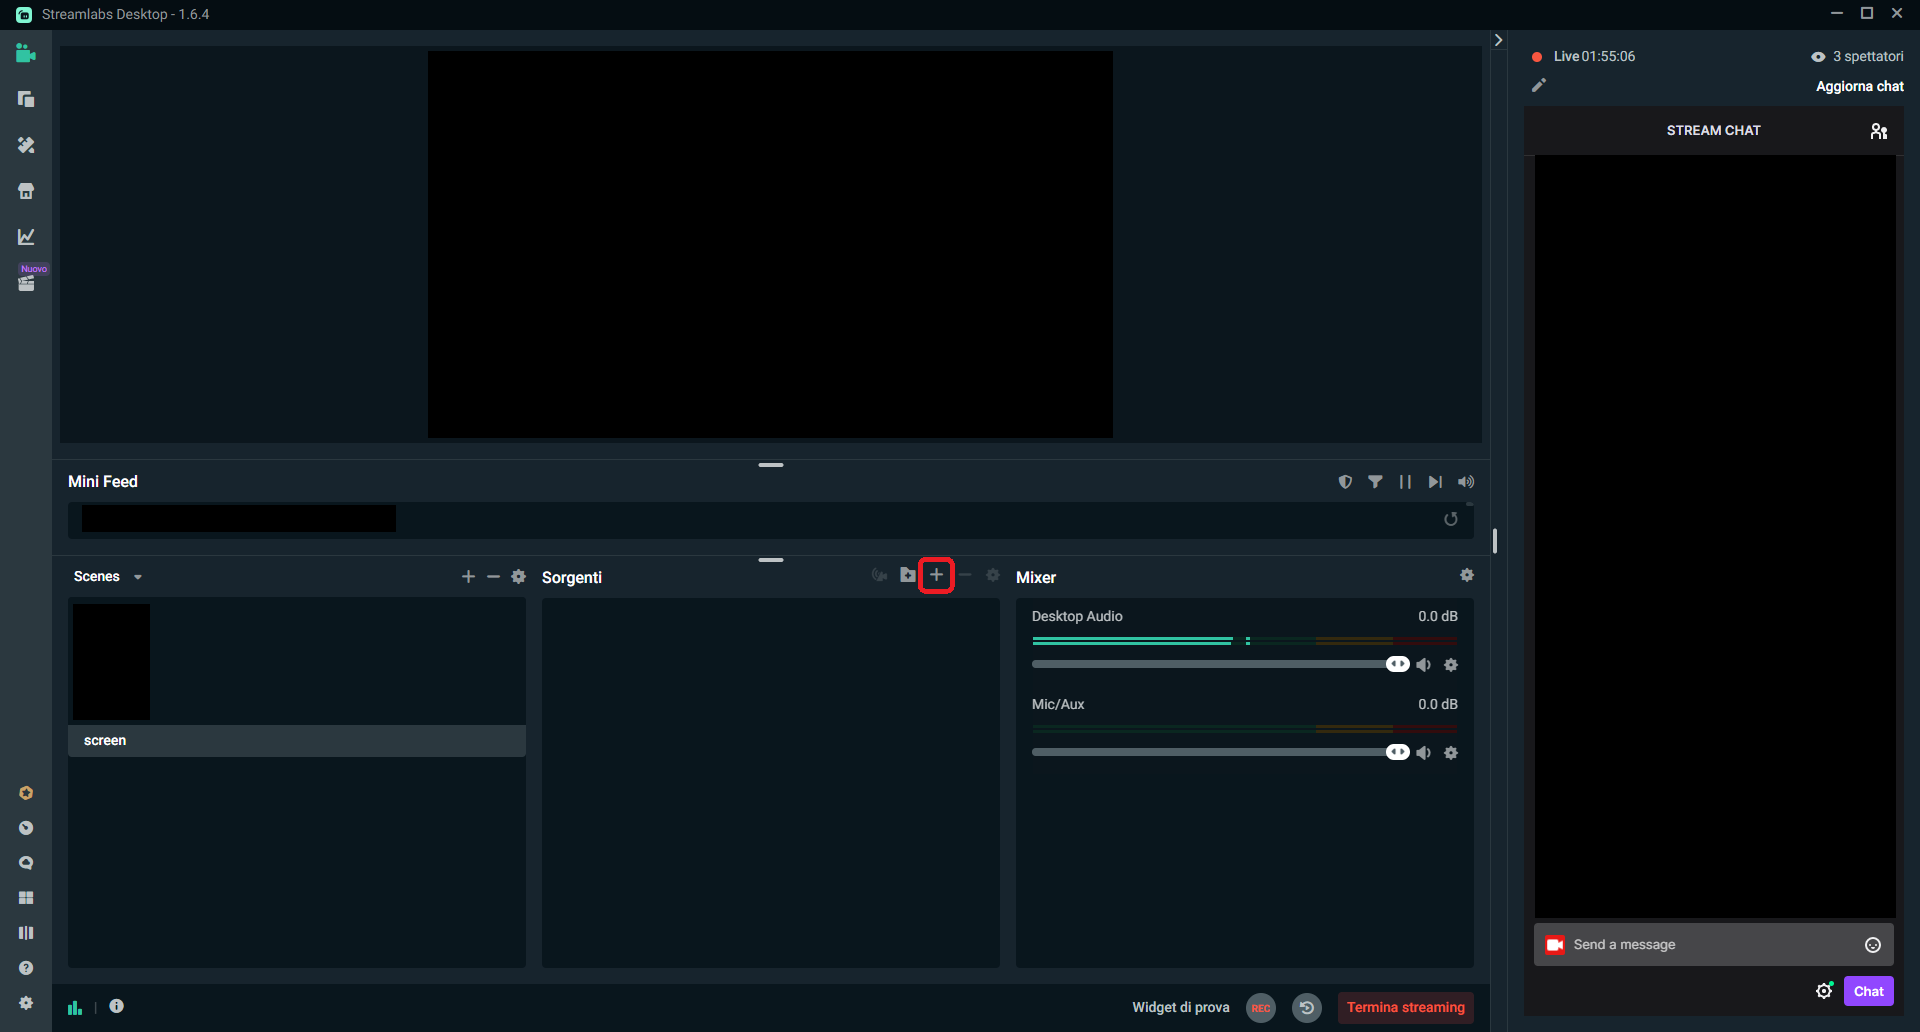 Streamlabs Desktop - 1.6.4
Live 01:55:06
3 spettatori
Aggiorna chat
STREAM CHAT
Nuovo
Mini Feed
Scenes
Sorgenti
Mixer
Desktop Audio
0.0 dB
Mic/Aux
0.0 dB
screen
Send a message
Chat
Widget di prova
REC
Termina streaming